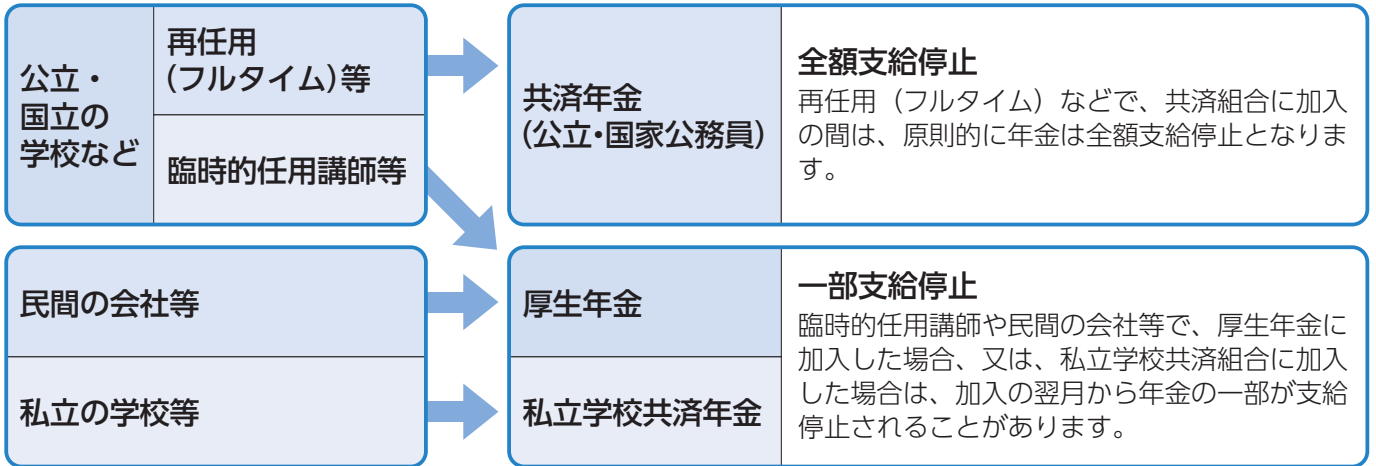 公立・
国立の
学校など
再任用
(フルタイム)等
臨時的任用講師等
共済年金
(公立・国家公務員)
全額支給停止
再任用（フルタイム）などで、共済組合に加入
の間は、原則的に年金は全額支給停止となりま
す。
民間の会社等
私立の学校等
厚生年金
私立学校共済年金
一部支給停止
臨時的任用講師や民間の会社等で、厚生年金に
加入した場合、又は、私立学校共済組合に加入
した場合は、加入の翌月から年金の一部が支給
停止されることがあります。